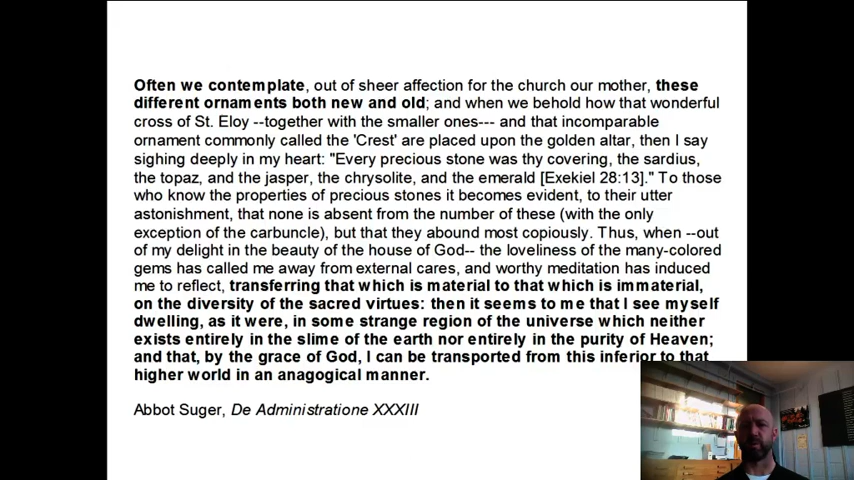 Often we contemplate, out of sheer affection for the church our mother, these
different ornaments both new and old; and when we behold how that wonderful
cross of St. Eloy --together with the smaller ones--- and that incomparable
ornament commonly called the 'Crest' are placed upon the golden altar, then I say
sighing deeply in my heart: "Every precious stone was thy covering, the sardius,
the topaz, and the jasper, the chrysolite, and the emerald [Exekiel 28:13]." To those
who know the properties of precious stones it becomes evident, to their utter
astonishment, that none is absent from the number of these (with the only
exception of the carbuncle), but that they abound most copiously. Thus, when --out
of my delight in the beauty of the house of God-- the loveliness of the many-colored
gems has called me away from external cares, and worthy meditation has induced
me to reflect, transferring that which is material to that which is immaterial,
on the diversity of the sacred virtues: then it seems to me that I see myself
dwelling, as it were, in some strange region of the universe which neither
exists entirely in the slime of the earth nor entirely in the purity of Heaven;
and that, by the grace of God, I can be transported from this inferior to that
higher world in an anagogical manner.
Abbot Suger, De Administratione XXXIII